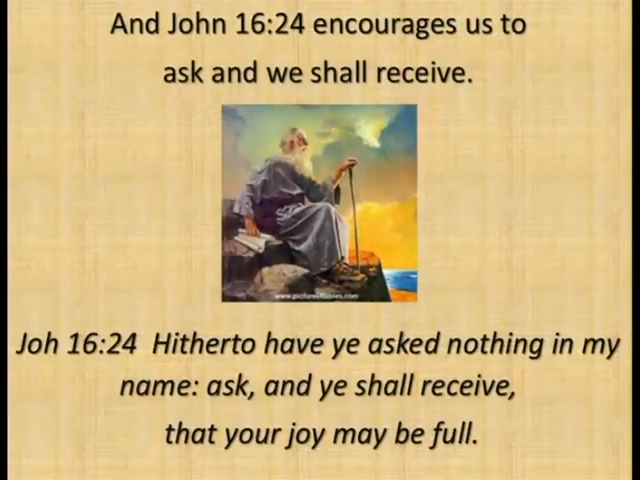 And John 16:24 encourages us to
ask and we shall receive.
Joh 16:24 Hitherto have ye asked nothing in my
name: ask, and ye shall receive,
that your joy may be full.